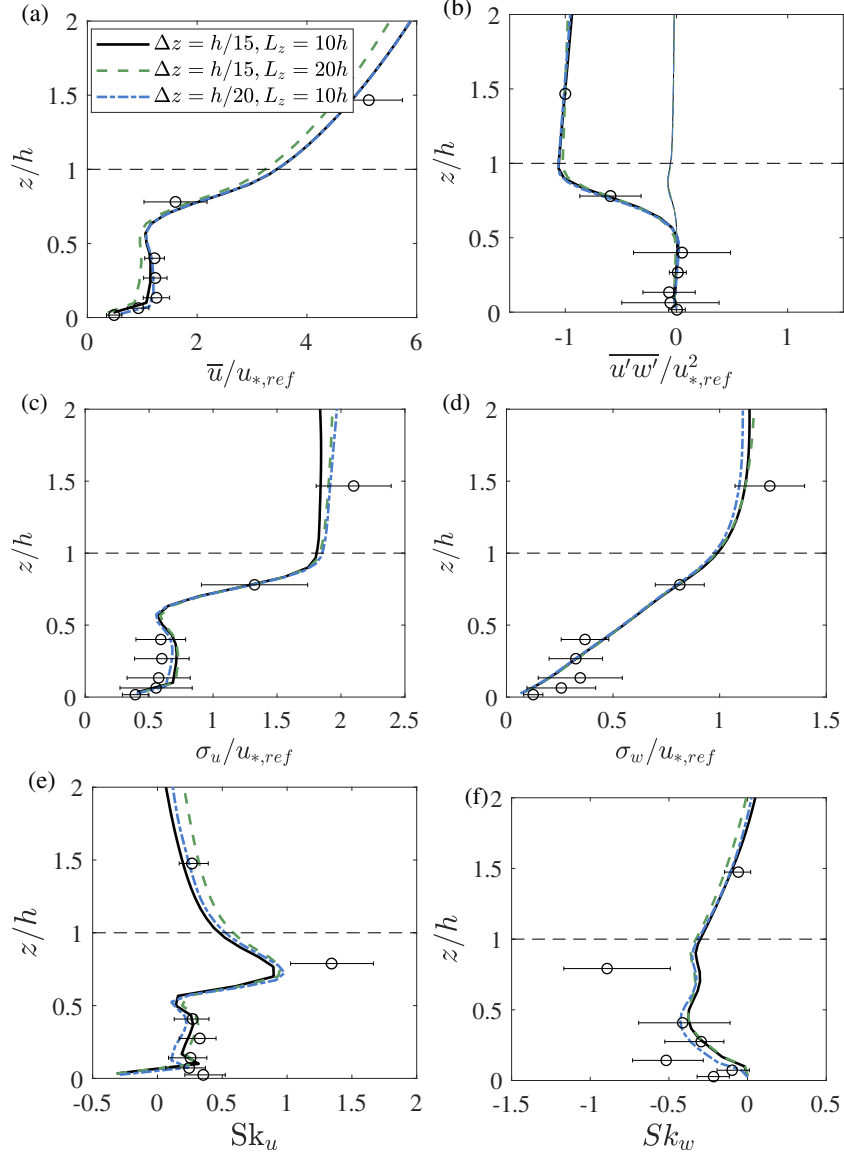 (a)
2
1.5
1
0.5
0
z/h
Δz = h/15, L_z = 10h
Δz = h/15, L_z = 20h
Δz = h/20, L_z = 10h
0 2 4 6
\overline{u}/u_{*,ref}
(b)
2
1.5
1
0.5
0
z/h
-1 0 1
\overline{u'w'}/u^2_{*,ref}
(c)
2
1.5
1
0.5
0
z/h
0 0.5 1 1.5 2 2.5
σ_u/u_{*,ref}
(d)
2
1.5
1
0.5
0
z/h
0 0.5 1 1.5
σ_w/u_{*,ref}
(e)
2
1.5
1
0.5
0
z/h
-0.5 0 0.5 1 1.5 2
Sk_u
(f)
2
1.5
1
0.5
0
z/h
-1.5 -1 -0.5 0 0.5
Sk_w